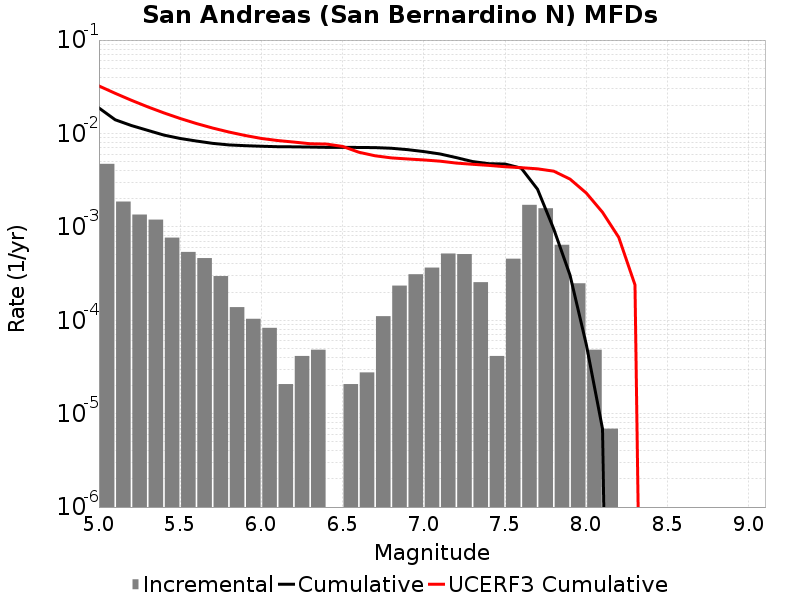 San Andreas (San Bernardino N) MFDs
10^-1
10^-2
10^-3
10^-4
10^-5
10^-6
Rate (1/yr)
5.0 5.5 6.0 6.5 7.0 7.5 8.0 8.5 9.0
Magnitude
Incremental Cumulative UCERF3 Cumulative